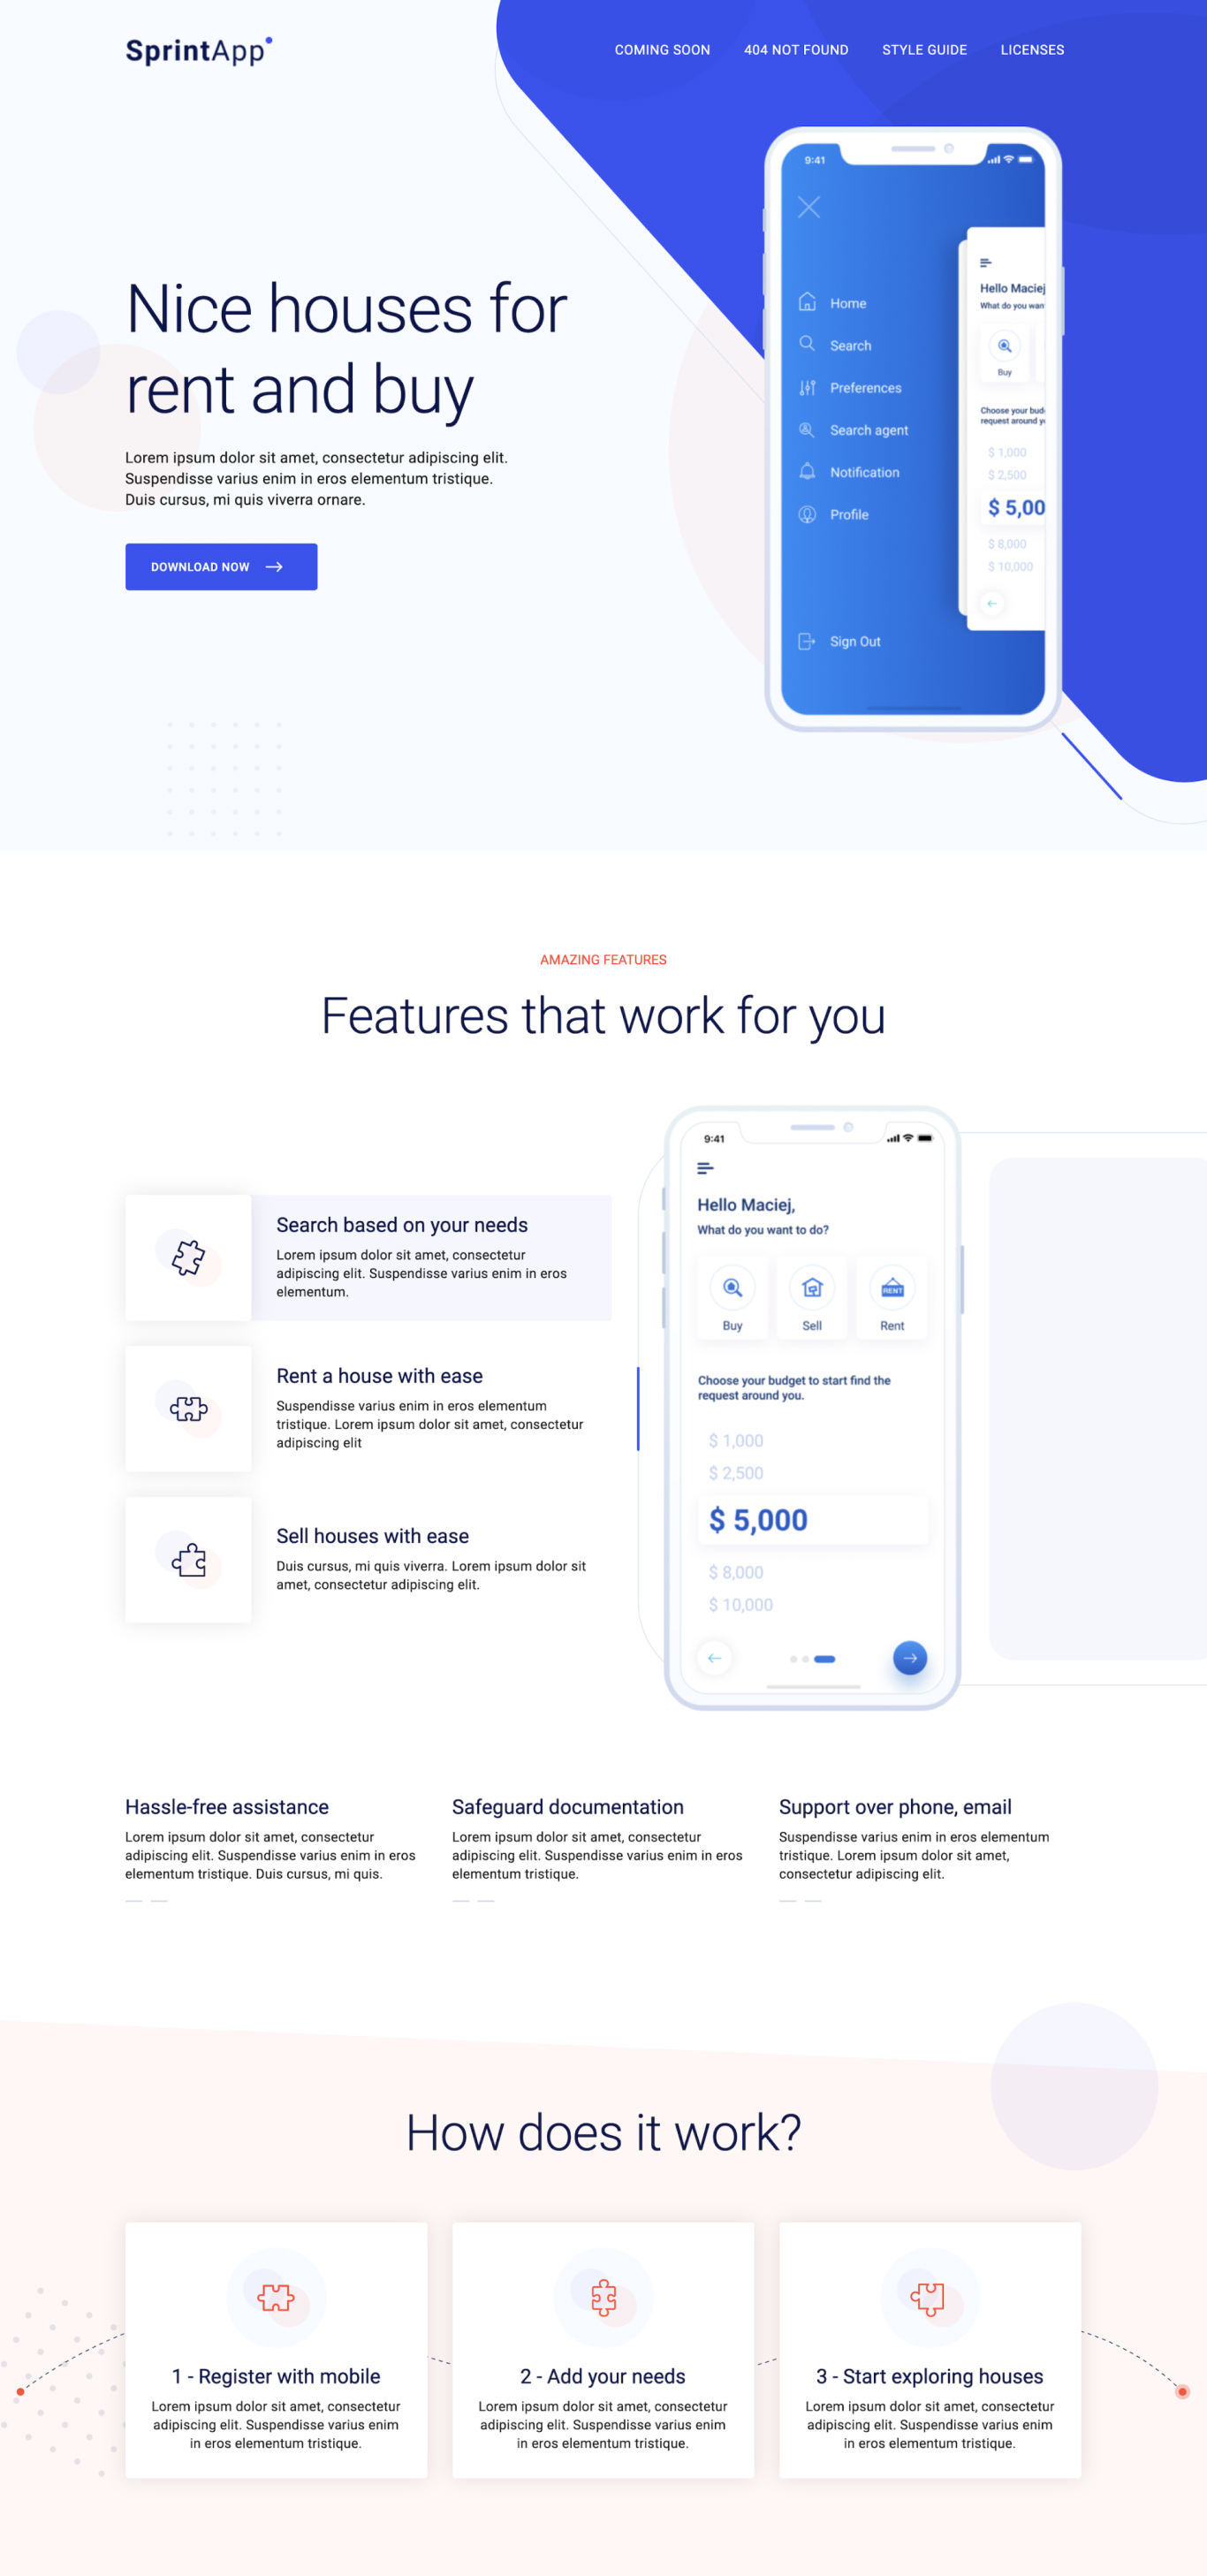 SprintApp
COMING SOON
404 NOT FOUND
STYLE GUIDE
LICENSES
9:41
Home
Search
Preferences
Search agent
Notification
Profile
Sign Out
Hello Maciej
What do you wan
Buy
Choose your bud
request around y
$ 1,000
$ 2,500
$ 5,00
$ 8,000
$ 10,000
Nice houses for
rent and buy
Lorem ipsum dolor sit amet, consectetur adipiscing elit.
Suspendisse varius enim in eros elementum tristique.
Duis cursus, mi quis viverra ornare.
DOWNLOAD NOW
AMAZING FEATURES
Features that work for you
Search based on your needs
Lorem ipsum dolor sit amet, consectetur
adipiscing elit. Suspendisse varius enim in eros
elementum.
Rent a house with ease
Suspendisse varius enim in eros elementum
tristique. Lorem ipsum dolor sit amet, consectetur
adipiscing elit
Sell houses with ease
Duis cursus, mi quis viverra. Lorem ipsum dolor sit
amet, consectetur adipiscing elit.
9:41
Hello Maciej,
What do you want to do?
Buy
Sell
RENT
Rent
Choose your budget to start find the
request around you.
$ 1,000
$ 2,500
$ 5,000
$ 8,000
$ 10,000
Hassle-free assistance
Lorem ipsum dolor sit amet, consectetur
adipiscing elit. Suspendisse varius enim in eros
elementum tristique. Duis cursus, mi quis.
Safeguard documentation
Lorem ipsum dolor sit amet, consectetur
adipiscing elit. Suspendisse varius enim in eros
elementum tristique.
Support over phone, email
Suspendisse varius enim in eros elementum
tristique. Lorem ipsum dolor sit amet,
consectetur adipiscing elit.
How does it work?
1 - Register with mobile
Lorem ipsum dolor sit amet, consectetur
adipiscing elit. Suspendisse varius enim
in eros elementum tristique.
2 - Add your needs
Lorem ipsum dolor sit amet, consectetur
adipiscing elit. Suspendisse varius enim
in eros elementum tristique.
3 - Start exploring houses
Lorem ipsum dolor sit amet, consectetur
adipiscing elit. Suspendisse varius enim
in eros elementum tristique.